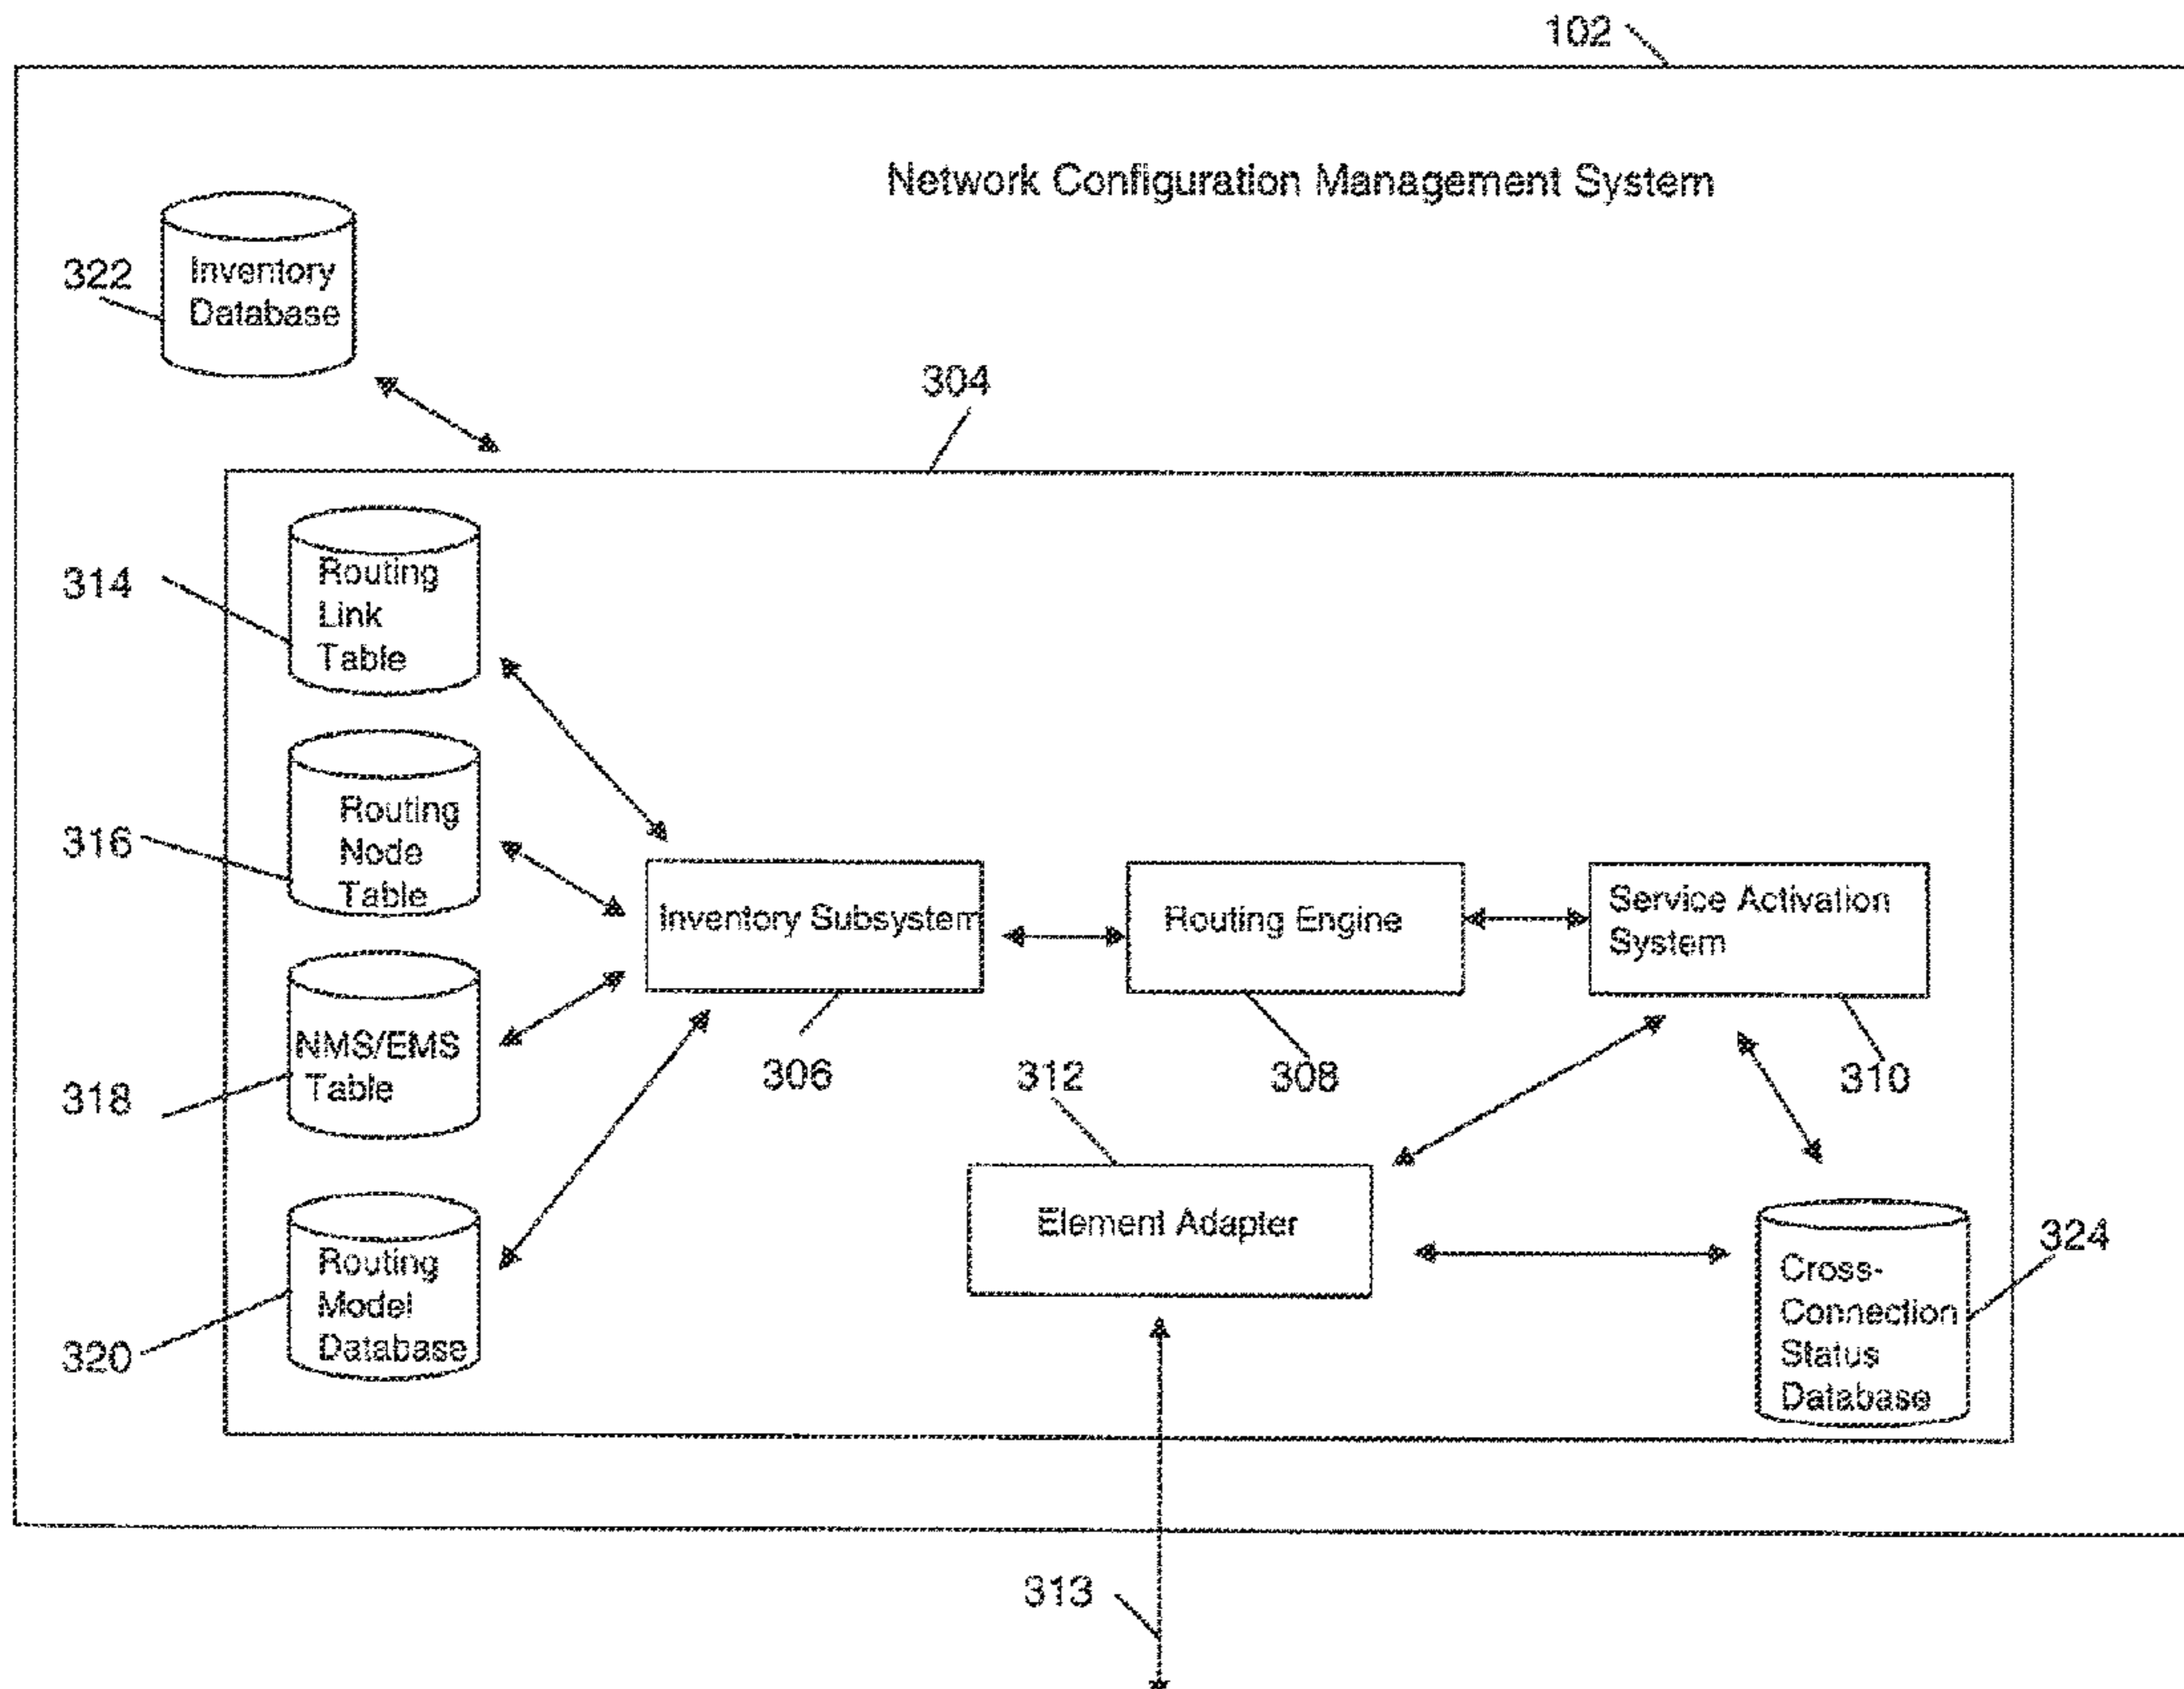 102
Network Configuration Management System
322
Inventory
Database
304
314
Routing
Link
Table
316
Routing
Node
Table
Inventory Subsystem
Routing Engine
Service Activation
System
318
NMS/EMS
Table
306
312
308
310
Element Adapter
320
Routing
Model
Database
324
Cross-
Connection
Status
Database
313